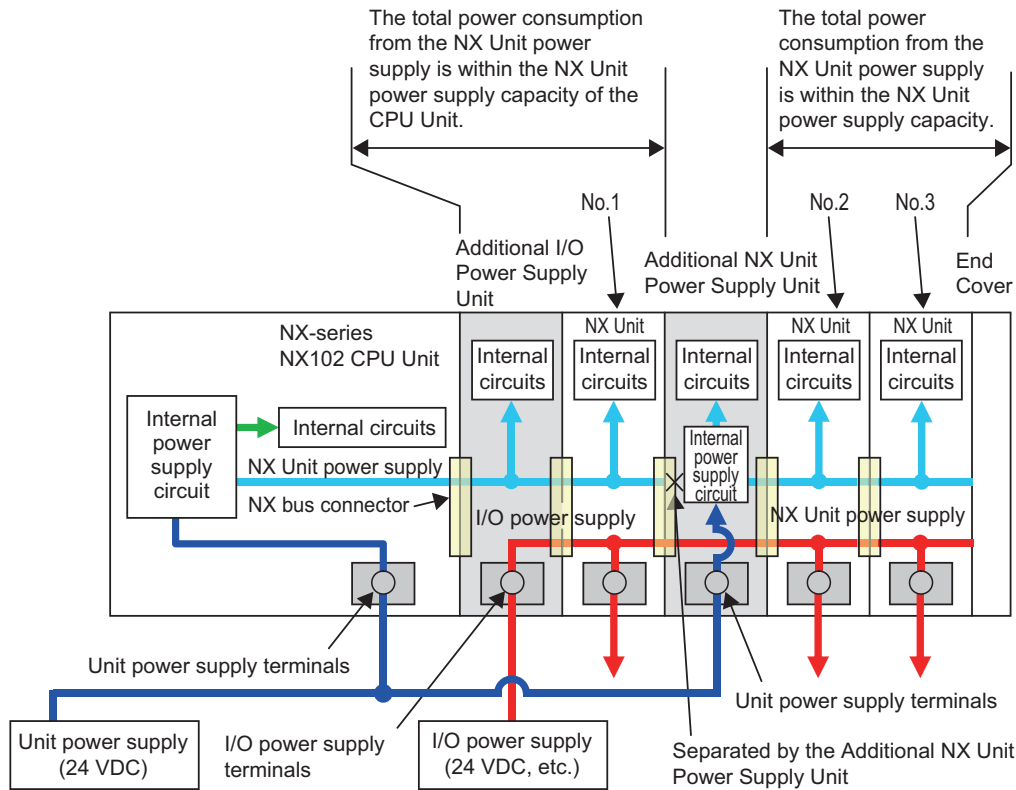 The total power consumption
from the NX Unit power
supply is within the NX Unit
power supply capacity of the
CPU Unit.
The total power
consumption from the
NX Unit power supply
is within the NX Unit
power supply capacity.
No.1
No.2
No.3
Additional I/O
Power Supply
Unit
Additional NX Unit
Power Supply Unit
End
Cover
NX-series
NX102 CPU Unit
NX Unit
NX Unit
NX Unit
Internal
circuits
Internal
circuits
Internal
circuits
Internal
circuits
Internal
circuits
Internal
power
supply
circuit
Internal circuits
Internal
power
supply
circuit
NX Unit power supply
NX bus connector
I/O power supply
NX Unit power supply
Unit power supply terminals
Unit power supply terminals
Unit power supply
(24 VDC)
I/O power supply
terminals
I/O power supply
(24 VDC, etc.)
Separated by the Additional NX Unit
Power Supply Unit